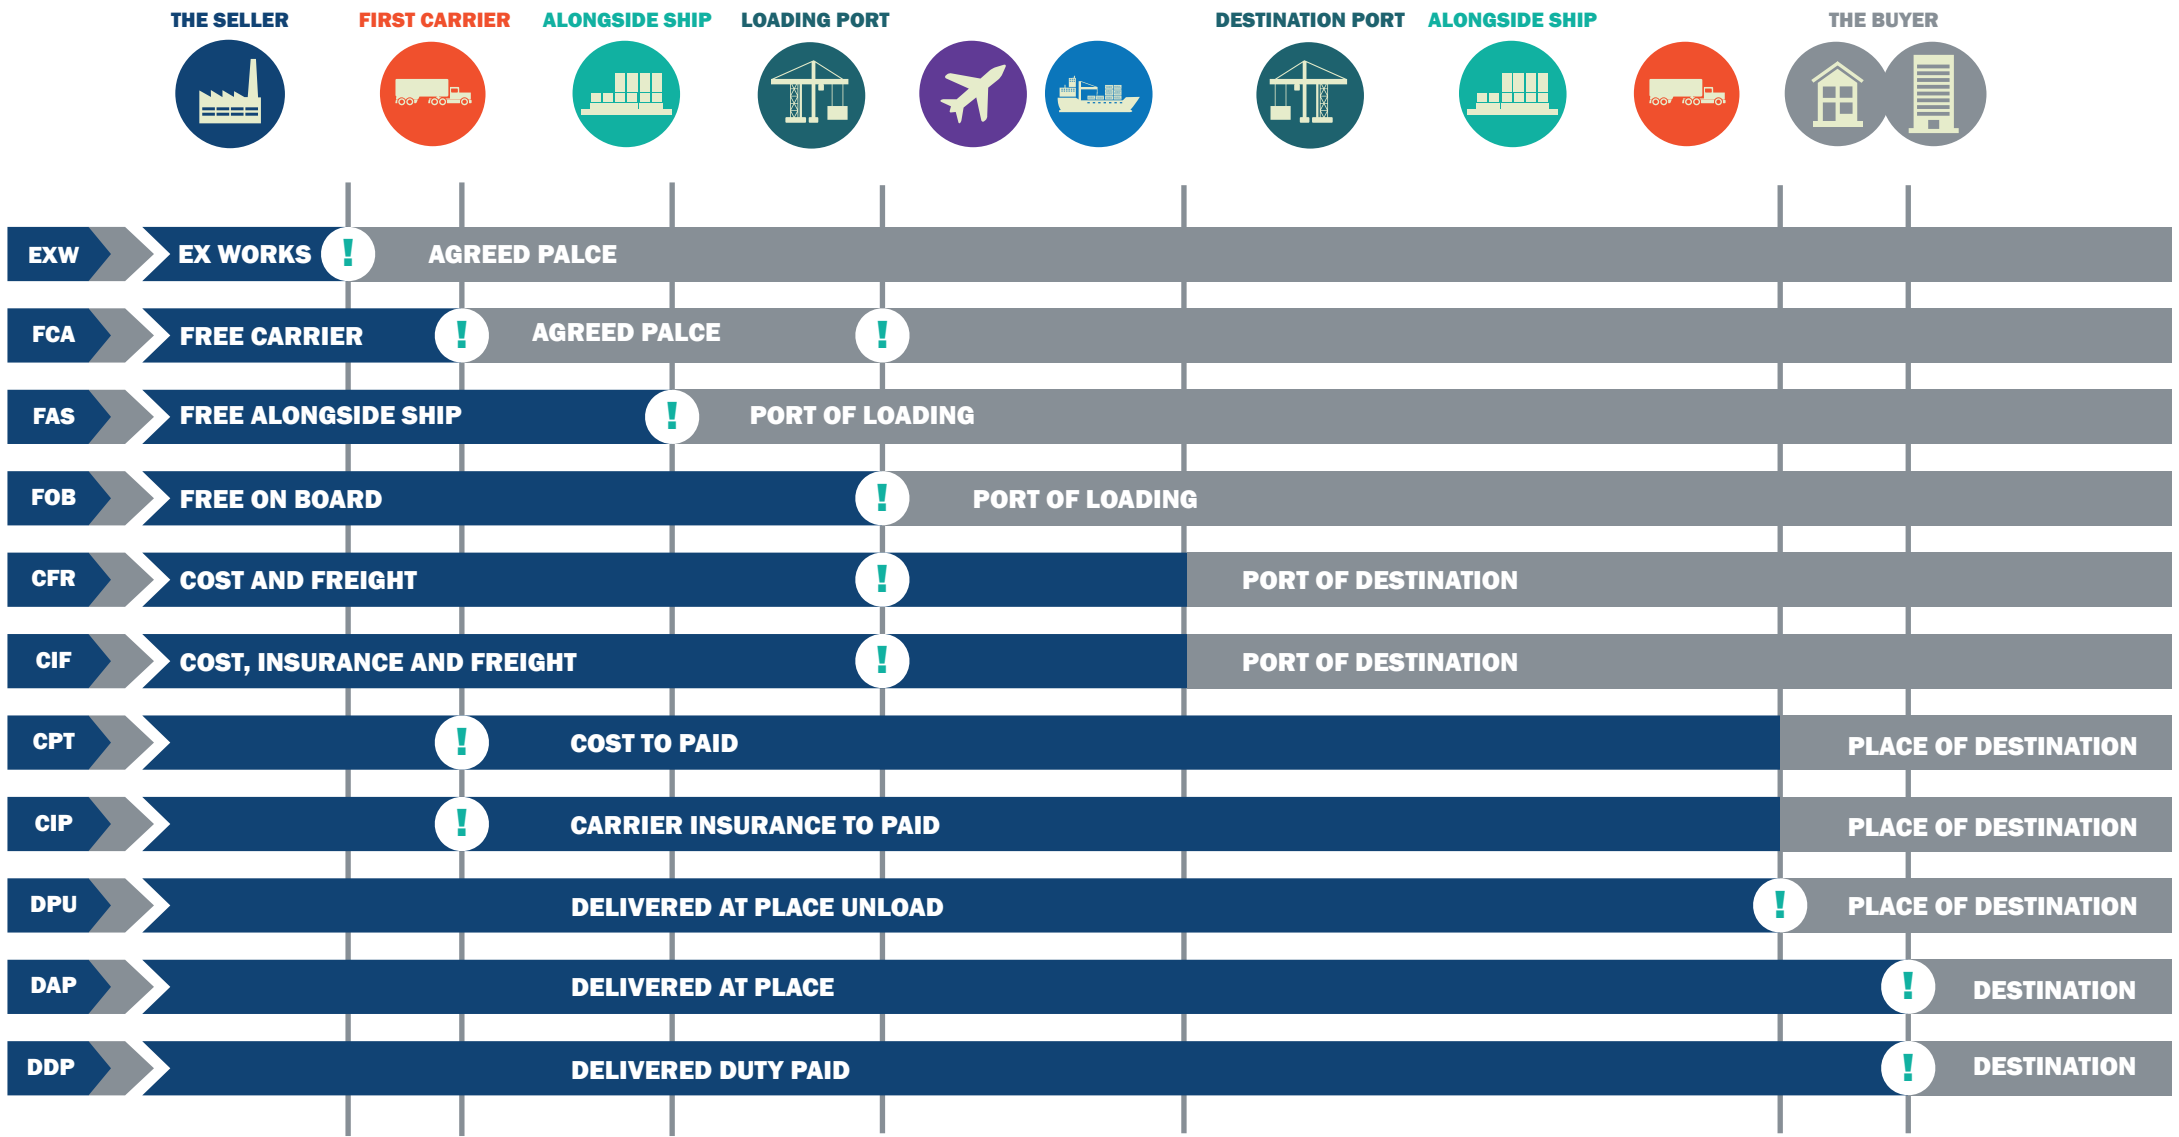 THE SELLER
FIRST CARRIER
ALONGSIDE SHIP
LOADING PORT
DESTINATION PORT
ALONGSIDE SHIP
THE BUYER
EXW
EX WORKS
!
AGREED PALCE
FCA
FREE CARRIER
!
AGREED PALCE
!
FAS
FREE ALONGSIDE SHIP
!
PORT OF LOADING
FOB
FREE ON BOARD
!
PORT OF LOADING
CFR
COST AND FREIGHT
!
PORT OF DESTINATION
CIF
COST, INSURANCE AND FREIGHT
!
PORT OF DESTINATION
CPT
!
COST TO PAID
PLACE OF DESTINATION
CIP
!
CARRIER INSURANCE TO PAID
PLACE OF DESTINATION
DPU
DELIVERED AT PLACE UNLOAD
!
PLACE OF DESTINATION
DAP
DELIVERED AT PLACE
!
DESTINATION
DDP
DELIVERED DUTY PAID
!
DESTINATION